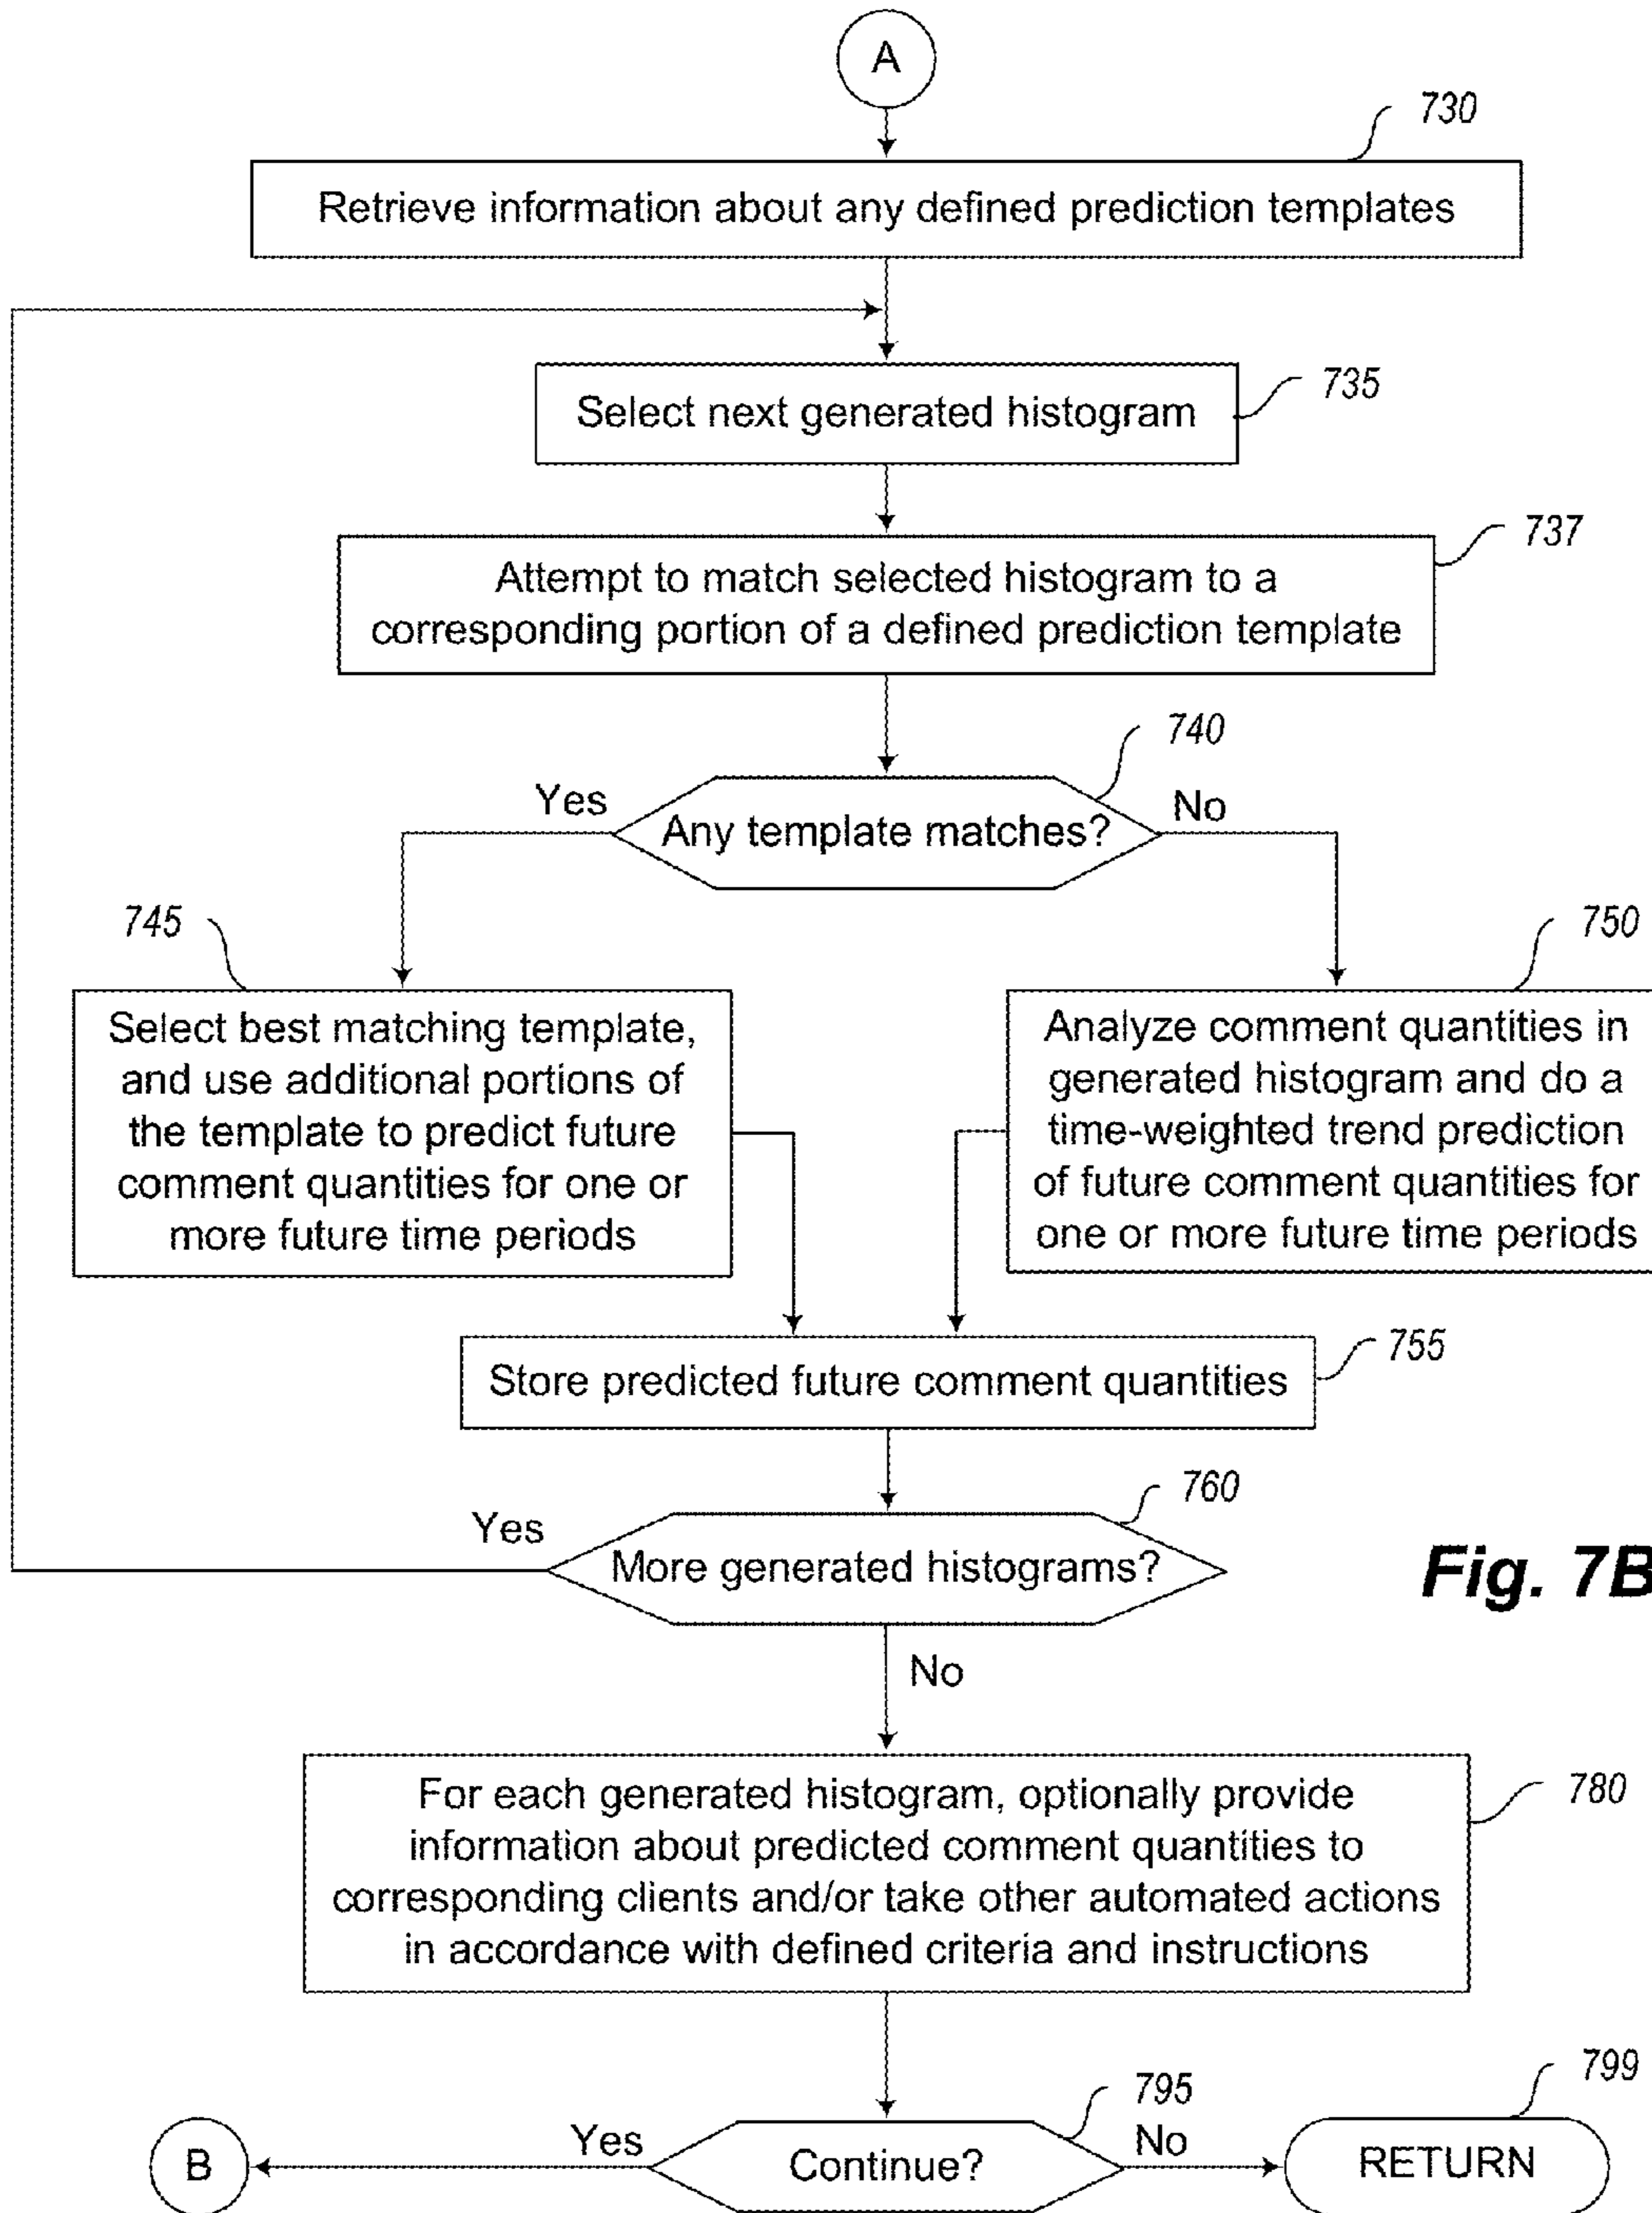 A
730
Retrieve information about any defined prediction templates
735
Select next generated histogram
737
Attempt to match selected histogram to a
corresponding portion of a defined prediction template
740
Yes
No
Any template matches?
745
750
Select best matching template,
and use additional portions of
the template to predict future
comment quantities for one or
more future time periods
Analyze comment quantities in
generated histogram and do a
time-weighted trend prediction
of future comment quantities for
one or more future time periods
755
Store predicted future comment quantities
760
Yes
More generated histograms?
Fig. 7B
No
780
For each generated histogram, optionally provide
information about predicted comment quantities to
corresponding clients and/or take other automated actions
in accordance with defined criteria and instructions
795
799
B
Yes
Continue?
No
RETURN